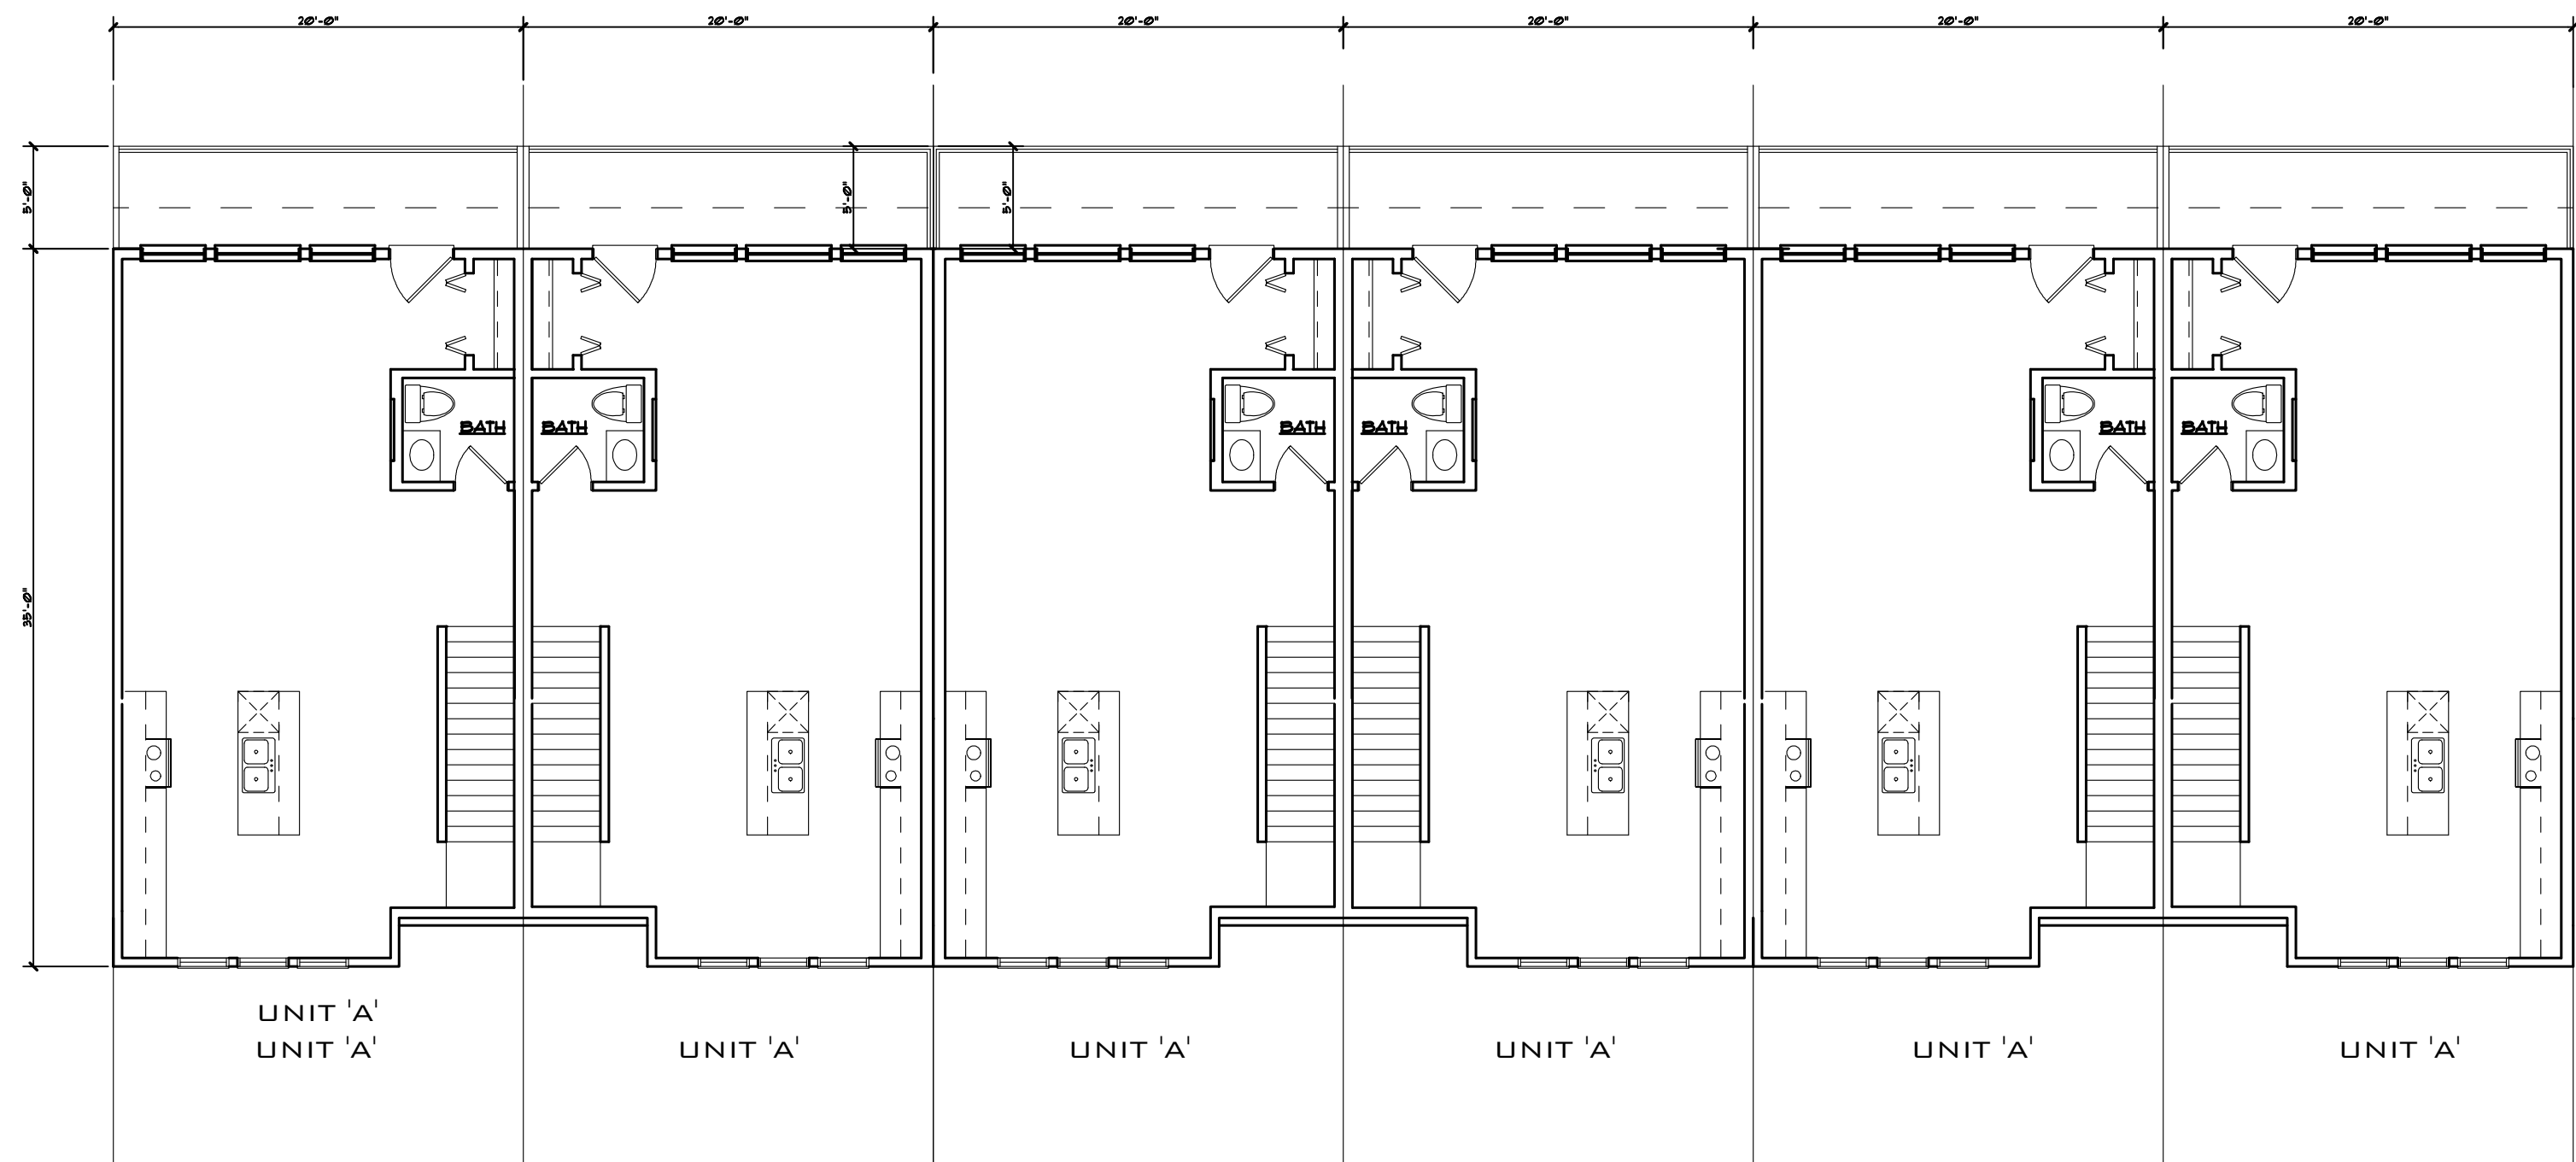 20'-0" 20'-0" 20'-0" 20'-0" 20'-0" 20'-0"
5'-0" 5'-0" 5'-0"
BATH BATH BATH BATH BATH BATH
35'-0"
UNIT 'A'
UNIT 'A' UNIT 'A' UNIT 'A' UNIT 'A' UNIT 'A' UNIT 'A'